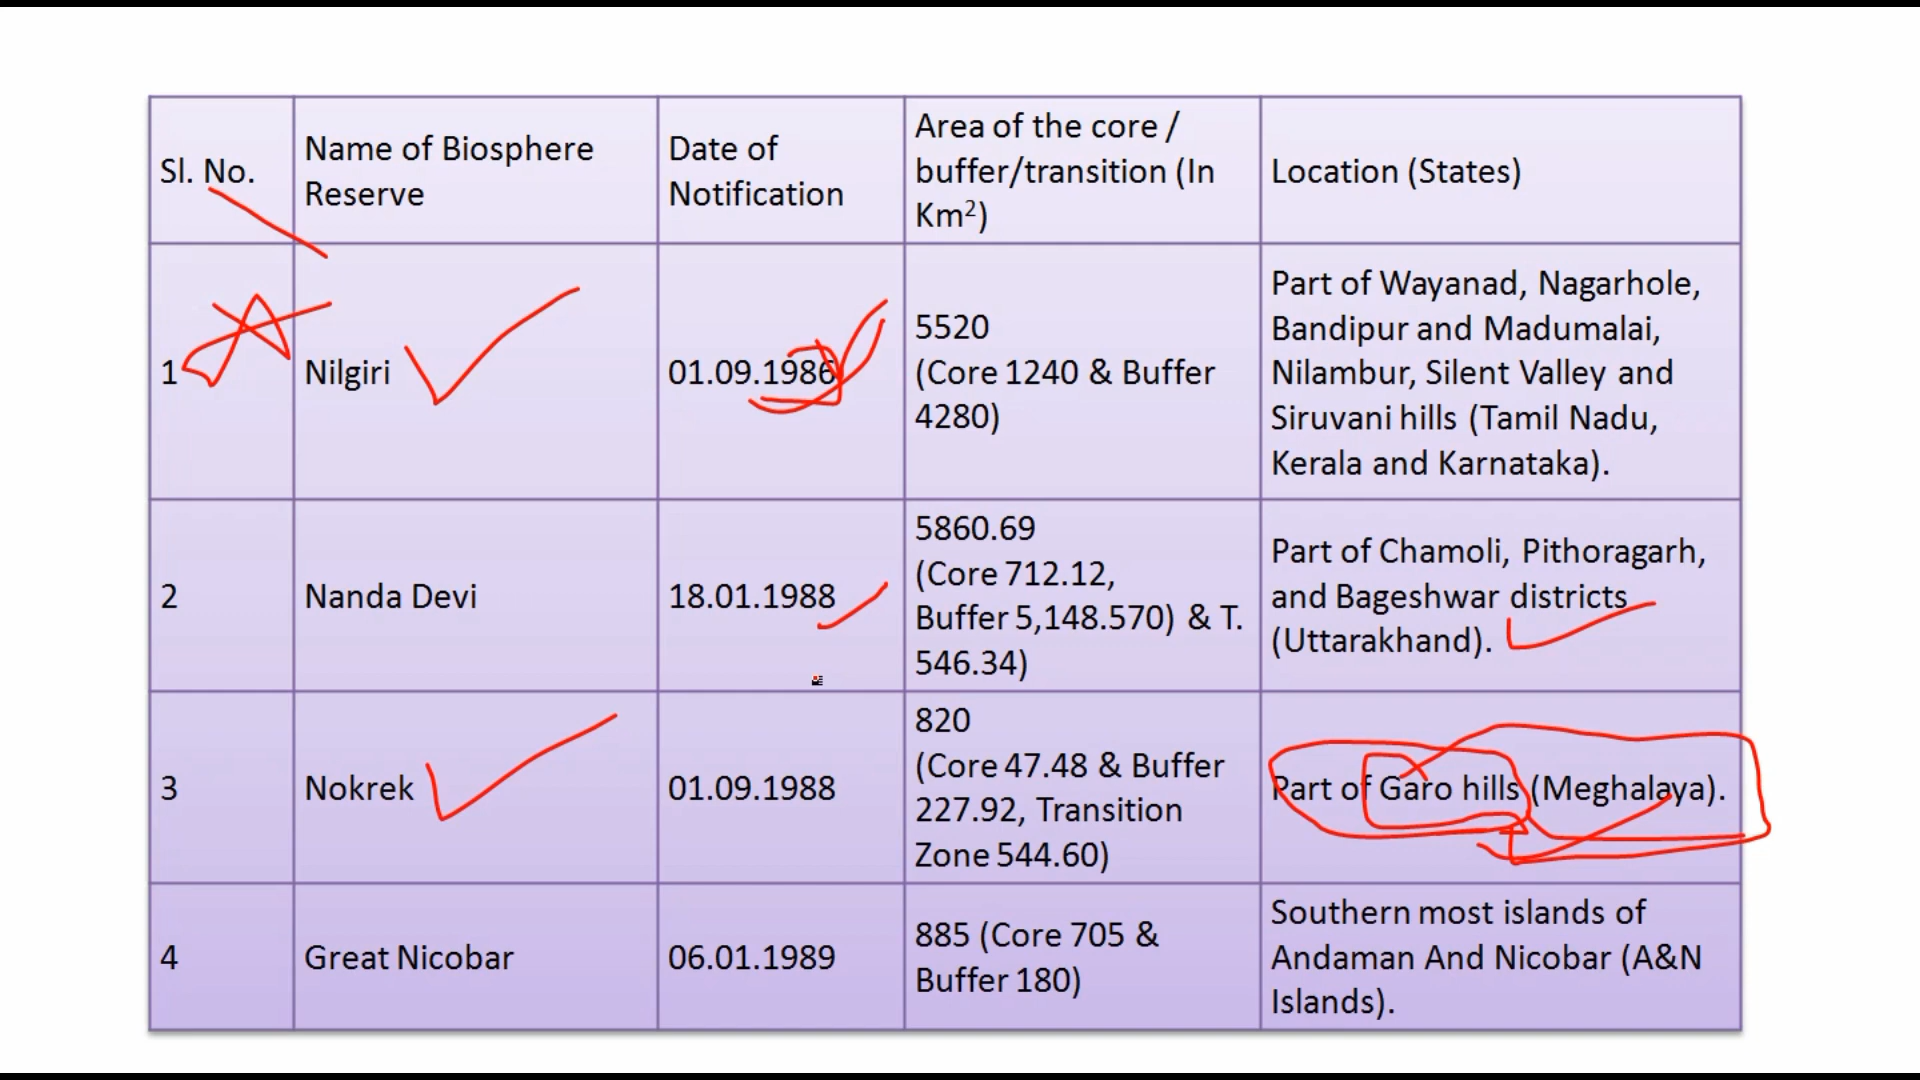 Sl. No.
Name of Biosphere
Reserve
Date of
Notification
Area of the core /
buffer/transition (In
Km²)
Location (States)
1
Nilgiri
01.09.1986
5520
(Core 1240 & Buffer
4280)
Part of Wayanad, Nagarhole,
Bandipur and Madumalai,
Nilambur, Silent Valley and
Siruvani hills (Tamil Nadu,
Kerala and Karnataka).
2
Nanda Devi
18.01.1988
5860.69
(Core 712.12,
Buffer 5,148.570) & T.
546.34)
Part of Chamoli, Pithoragarh,
and Bageshwar districts
(Uttarakhand).
3
Nokrek
01.09.1988
820
(Core 47.48 & Buffer
227.92, Transition
Zone 544.60)
Part of Garo hills (Meghalaya).
4
Great Nicobar
06.01.1989
885 (Core 705 &
Buffer 180)
Southern most islands of
Andaman And Nicobar (A&N
Islands).